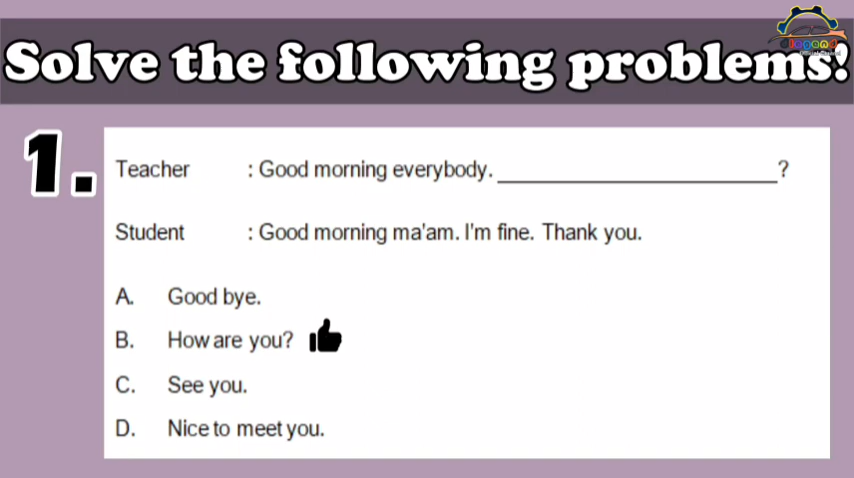 Solve the following problems!
1.
Teacher : Good morning everybody. ______________________?
Student : Good morning ma'am. I'm fine. Thank you.
A. Good bye.
B. How are you?
C. See you.
D. Nice to meet you.